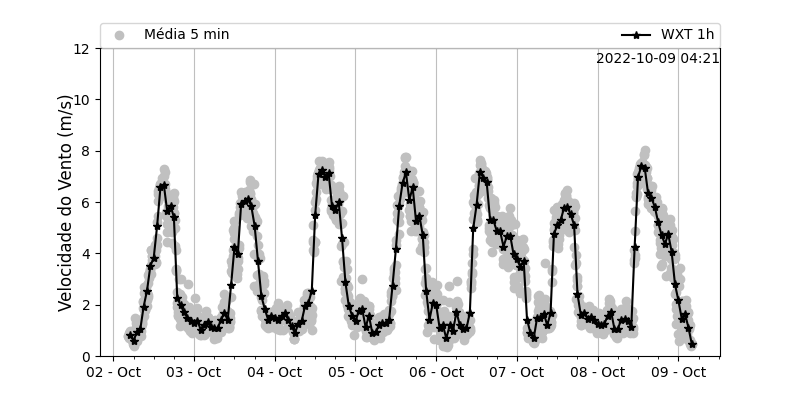 Média 5 min
WXT 1h
2022-10-09 04:21
Velocidade do Vento (m/s)
12
10
8
6
4
2
0
02 - Oct
03 - Oct
04 - Oct
05 - Oct
06 - Oct
07 - Oct
08 - Oct
09 - Oct